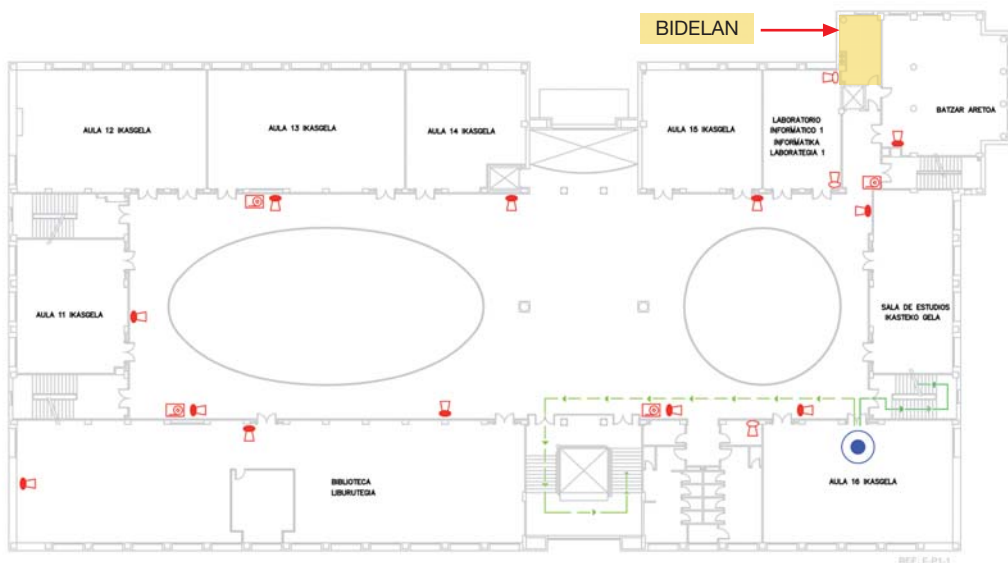 BIDELAN
AULA 12 IKASGELA
AULA 13 IKASGELA
AULA 14 IKASGELA
AULA 15 IKASGELA
LABORATORIO
INFORMÁTICO 1
INFORMATIKA
LABORATEGIA 1
BATZAR ARETOA
AULA 11 IKASGELA
SALA DE ESTUDIOS
IKASTEKO GELA
BIBLIOTECA
LIBURUTEGIA
AULA 16 IKASGELA